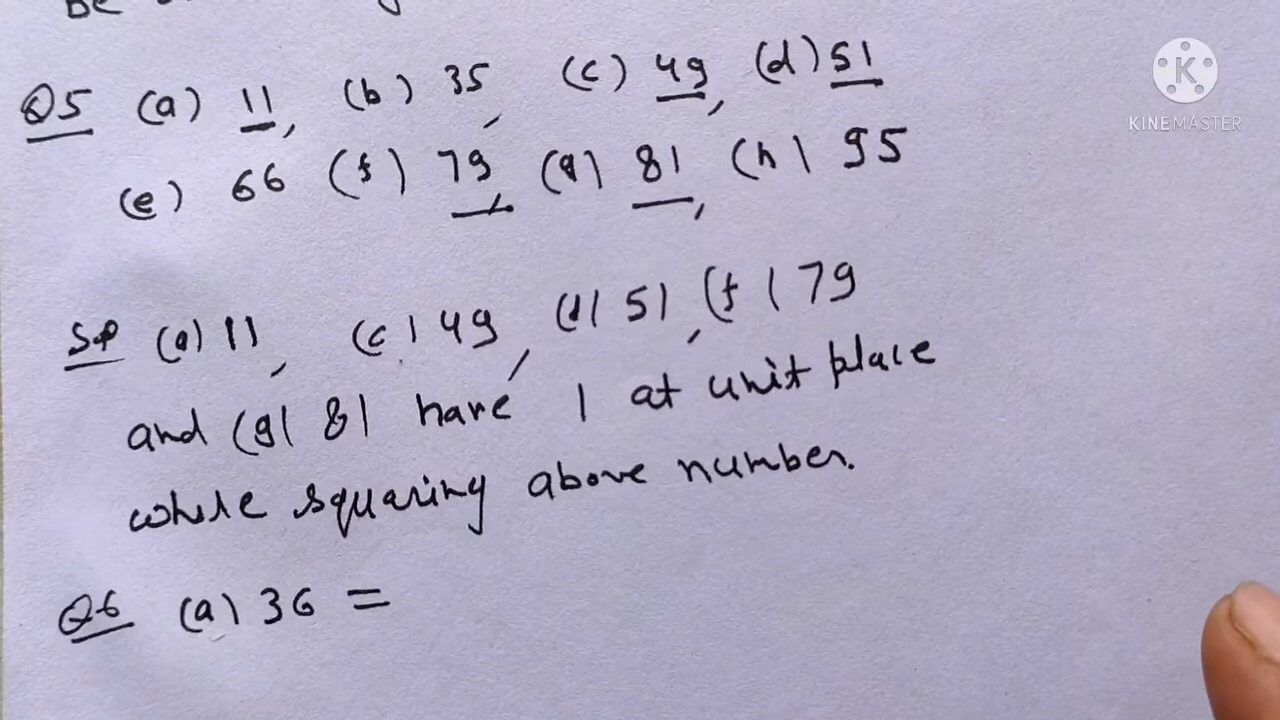 Q5 (a) 11, (b) 35, (c) 49, (d) 51
(e) 66 (f) 79, (g) 81, (h) 95
KINEMASTER
(a) 11, (c) 49, (d) 51, (f) 79
and (g) 81 have 1 at unit place
while squaring above number.
Q6 (a) 36 =